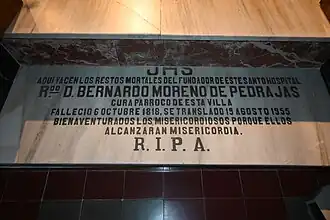 JHS
AQUI YACEN LOS RESTOS MORTALES DEL FUNDADOR DE ESTE SANTO HOSPITAL
RDO D. BERNARDO MORENO DE PEDRAJAS
CURA PARROCO DE ESTA VILLA
FALLECIO 6 OCTUBRE 1818, SE TRANSLADO 19 AGOSTO 1955
BIENAVENTURADOS LOS MISERICORDIOSOS PORQUE ELLOS
ALCANZARAN MISERICORDIA.
R.I.P.A.